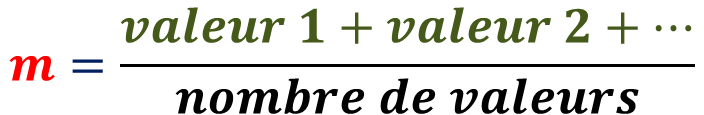 m = valeur 1 + valeur 2 + ⋯
nombre de valeurs